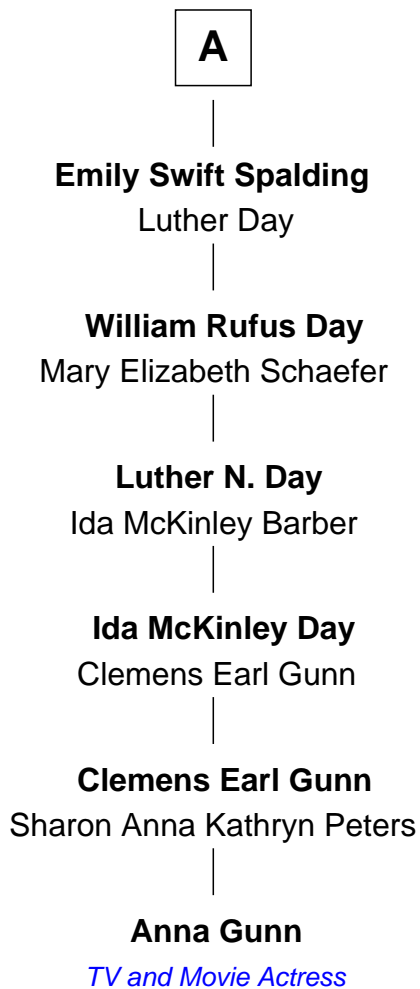 A
Emily Swift Spalding
Luther Day
William Rufus Day
Mary Elizabeth Schaefer
Luther N. Day
Ida McKinley Barber
Ida McKinley Day
Clemens Earl Gunn
Clemens Earl Gunn
Sharon Anna Kathryn Peters
Anna Gunn
TV and Movie Actress